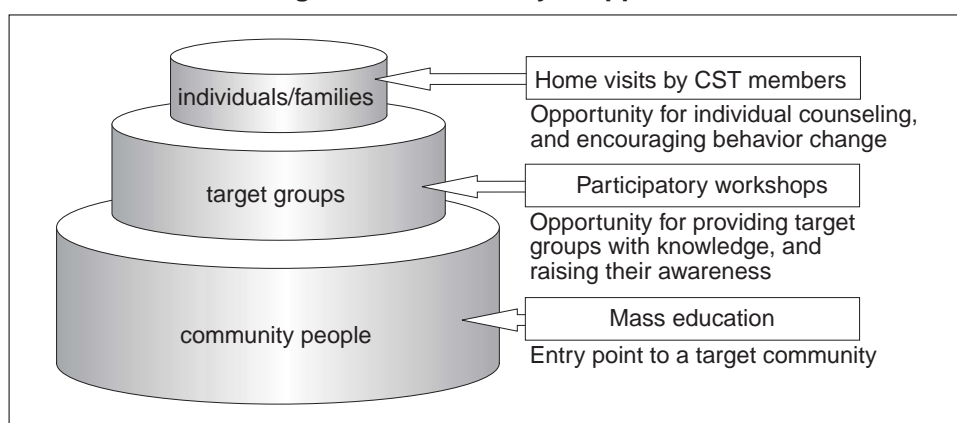 individuals/families
Home visits by CST members
Opportunity for individual counseling,
and encouraging behavior change
target groups
Participatory workshops
Opportunity for providing target
groups with knowledge, and
raising their awareness
community people
Mass education
Entry point to a target community